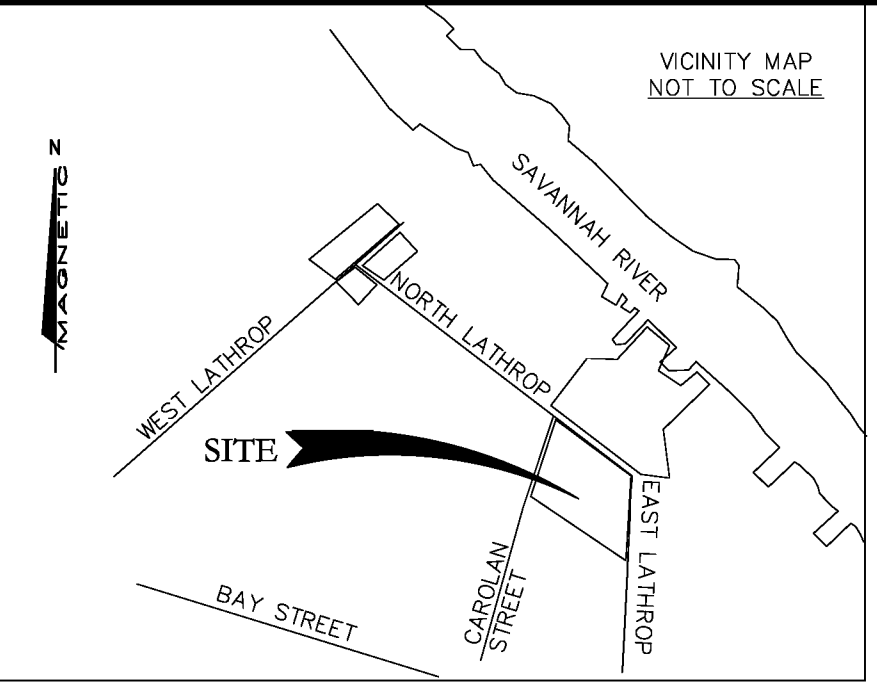 VICINITY MAP
NOT TO SCALE
N
MAGNETIC
SAVANNAH RIVER
NORTH LATHROP
WEST LATHROP
SITE
EAST LATHROP
CAROLAN
STREET
BAY STREET